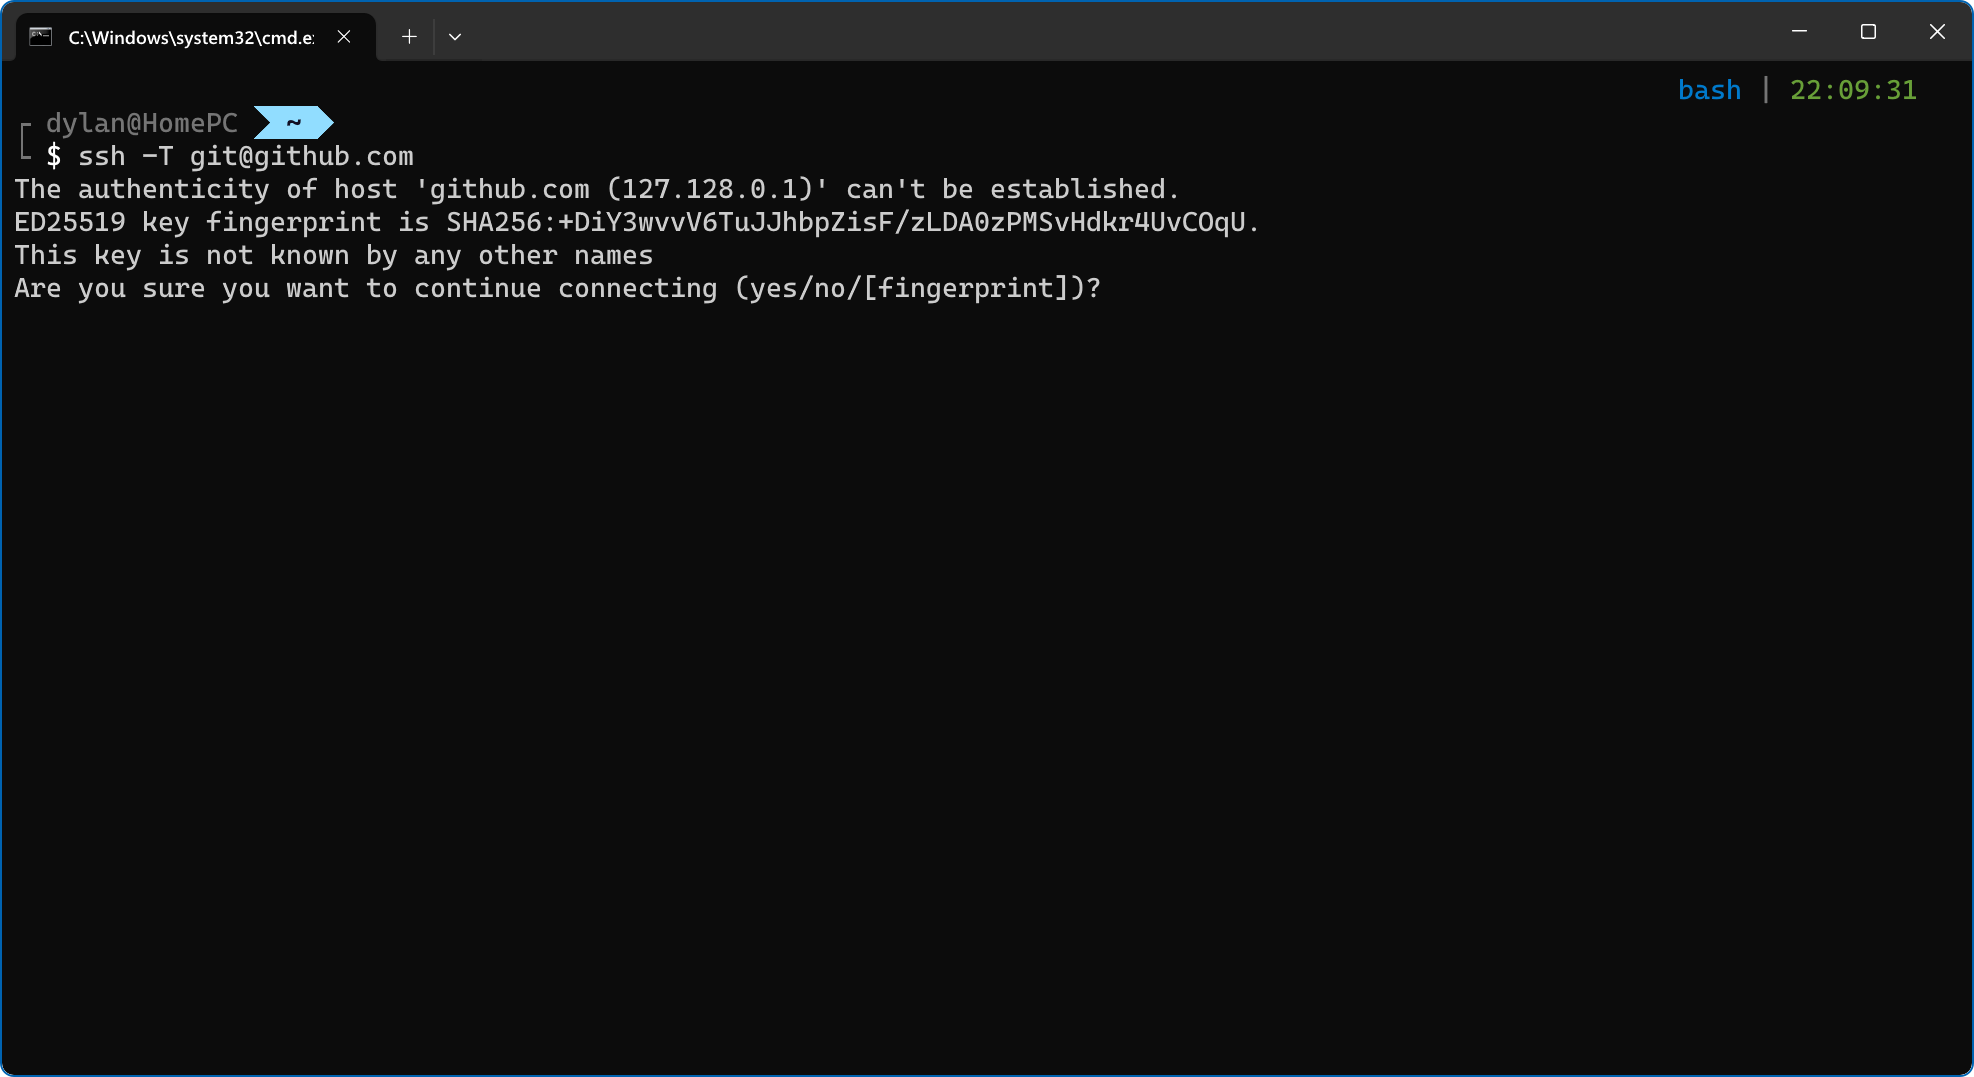 C:\Windows\system32\cmd.e
bash | 22:09:31
dylan@HomePC ~
$ ssh -T git@github.com
The authenticity of host 'github.com (127.128.0.1)' can't be established.
ED25519 key fingerprint is SHA256:+DiY3wvvV6TuJJhbpZisF/zLDA0zPMSvHdkr4UvCOqU.
This key is not known by any other names
Are you sure you want to continue connecting (yes/no/[fingerprint])?